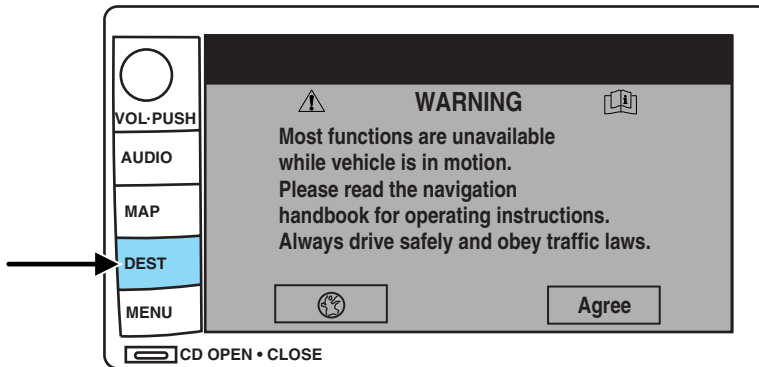 VOL·PUSH
AUDIO
MAP
DEST
MENU
WARNING
Most functions are unavailable
while vehicle is in motion.
Please read the navigation
handbook for operating instructions.
Always drive safely and obey traffic laws.
Agree
CD OPEN • CLOSE